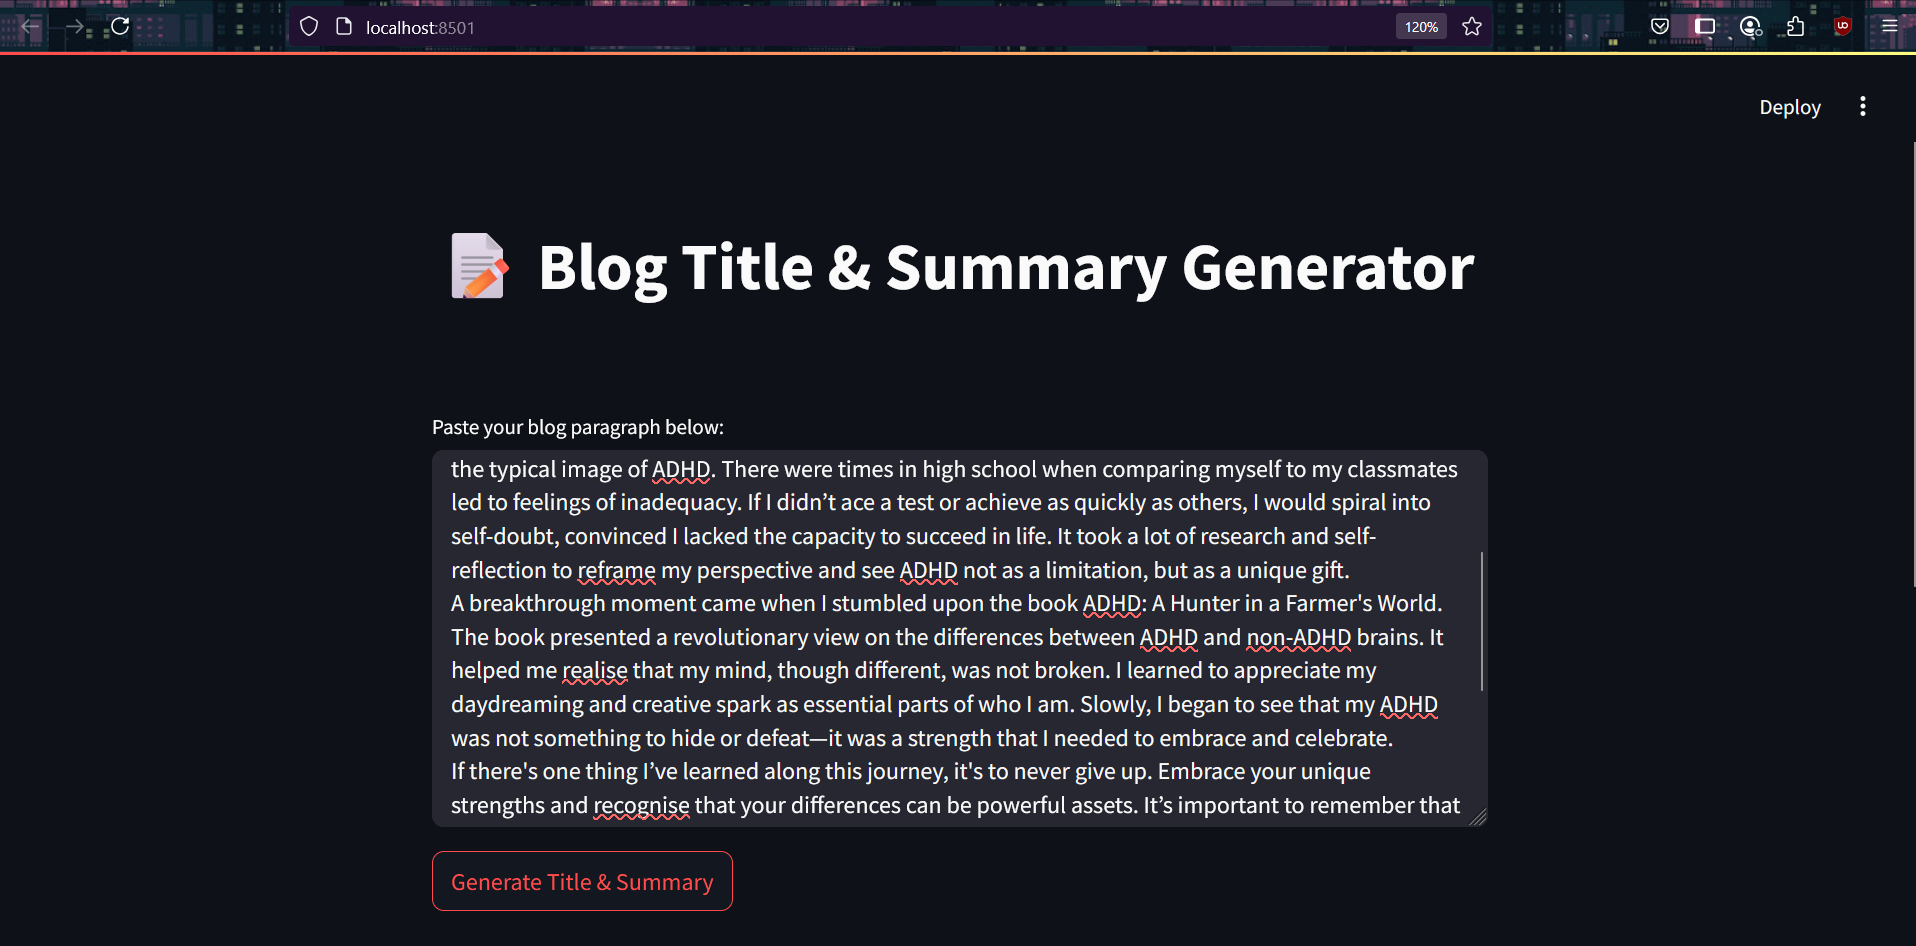 localhost:8501
120%
Deploy
Blog Title & Summary Generator
Paste your blog paragraph below:
the typical image of ADHD. There were times in high school when comparing myself to my classmates
led to feelings of inadequacy. If I didn’t ace a test or achieve as quickly as others, I would spiral into
self-doubt, convinced I lacked the capacity to succeed in life. It took a lot of research and self-
reflection to reframe my perspective and see ADHD not as a limitation, but as a unique gift.
A breakthrough moment came when I stumbled upon the book ADHD: A Hunter in a Farmer's World.
The book presented a revolutionary view on the differences between ADHD and non-ADHD brains. It
helped me realise that my mind, though different, was not broken. I learned to appreciate my
daydreaming and creative spark as essential parts of who I am. Slowly, I began to see that my ADHD
was not something to hide or defeat—it was a strength that I needed to embrace and celebrate.
If there's one thing I’ve learned along this journey, it's to never give up. Embrace your unique
strengths and recognise that your differences can be powerful assets. It’s important to remember that
Generate Title & Summary